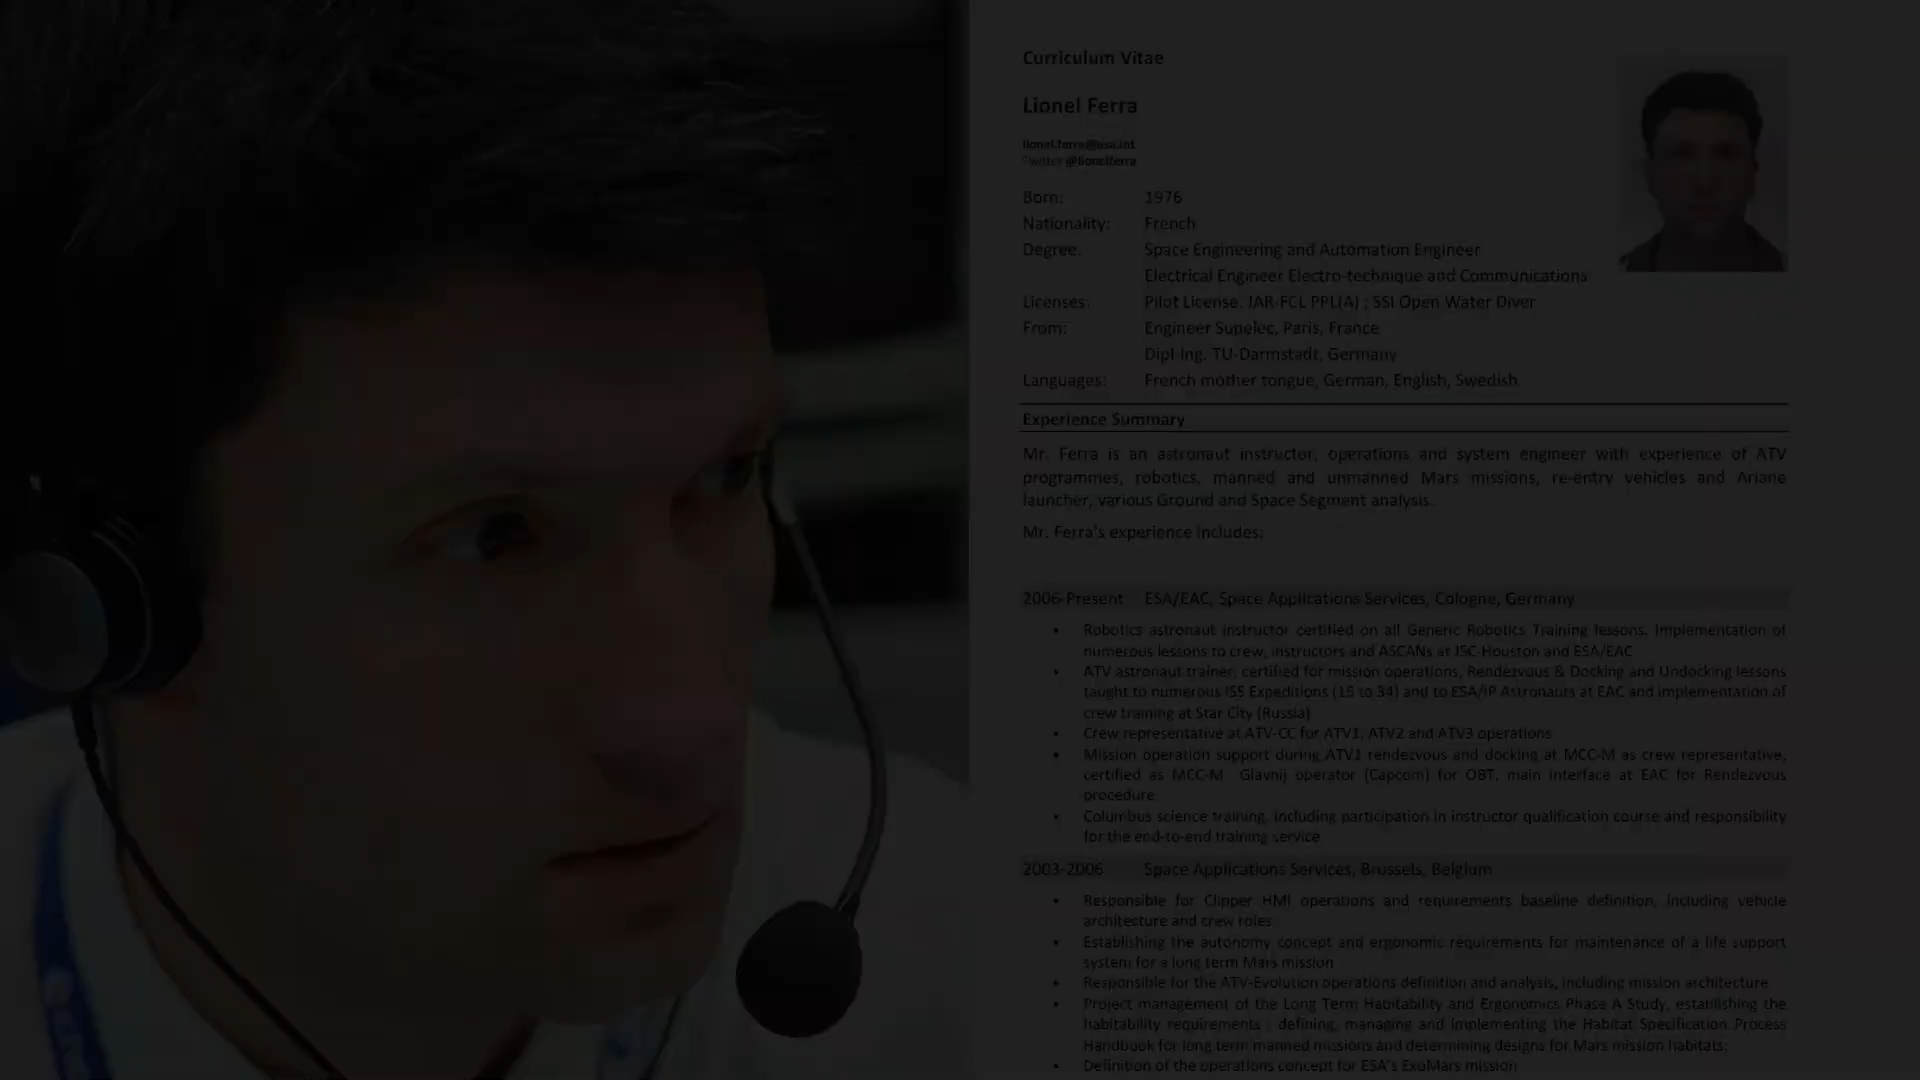 Curriculum Vitae
Lionel Ferra
lionel.ferra@esa.int
Twitter @lionelferra
Born: 1976
Nationality: French
Degree: Space Engineering and Automation Engineer
Electrical Engineer Electro-technique and Communications
Licenses: Pilot License, JAR-FCL PPL(A) ; SSI Open Water Diver
From: Engineer Supelec, Paris, France
Dipl-Ing. TU-Darmstadt, Germany
Languages: French mother tongue, German, English, Swedish
Experience Summary
Mr. Ferra is an astronaut instructor, operations and system engineer with experience of ATV
programmes, robotics, manned and unmanned Mars missions, re-entry vehicles and Ariane
launcher, various Ground and Space Segment analysis.
Mr. Ferra's experience includes:
2006-Present ESA/EAC, Space Applications Services, Cologne, Germany
• Robotics astronaut instructor certified on all Generic Robotics Training lessons. Implementation of
numerous lessons to crew, instructors and ASCANs at JSC-Houston and ESA/EAC
• ATV astronaut trainer; certified for mission operations, Rendezvous & Docking and Undocking lessons
taught to numerous ISS Expeditions (15 to 34) and to ESA/IP Astronauts at EAC and implementation of
crew training at Star City (Russia)
• Crew representative at ATV-CC for ATV1, ATV2 and ATV3 operations
• Mission operation support during ATV1 rendezvous and docking at MCC-M as crew representative,
certified as MCC-M Glavnij operator (Capcom) for OBT, main interface at EAC for Rendezvous
procedure
• Columbus science training, including participation in instructor qualification course and responsibility
for the end-to-end training service
2003-2006 Space Applications Services, Brussels, Belgium
• Responsible for Clipper HMI operations and requirements baseline definition, including vehicle
architecture and crew roles
• Establishing the autonomy concept and ergonomic requirements for maintenance of a life support
system for a long term Mars mission
• Responsible for the ATV-Evolution operations definition and analysis, including mission architecture
• Project management of the Long Term Habitability and Ergonomics Phase A Study, establishing the
habitability requirements ; defining, managing and implementing the Habitat Specification Process
Handbook for long term manned missions and determining designs for Mars mission habitats;
• Definition of the operations concept for ESA's ExoMars mission